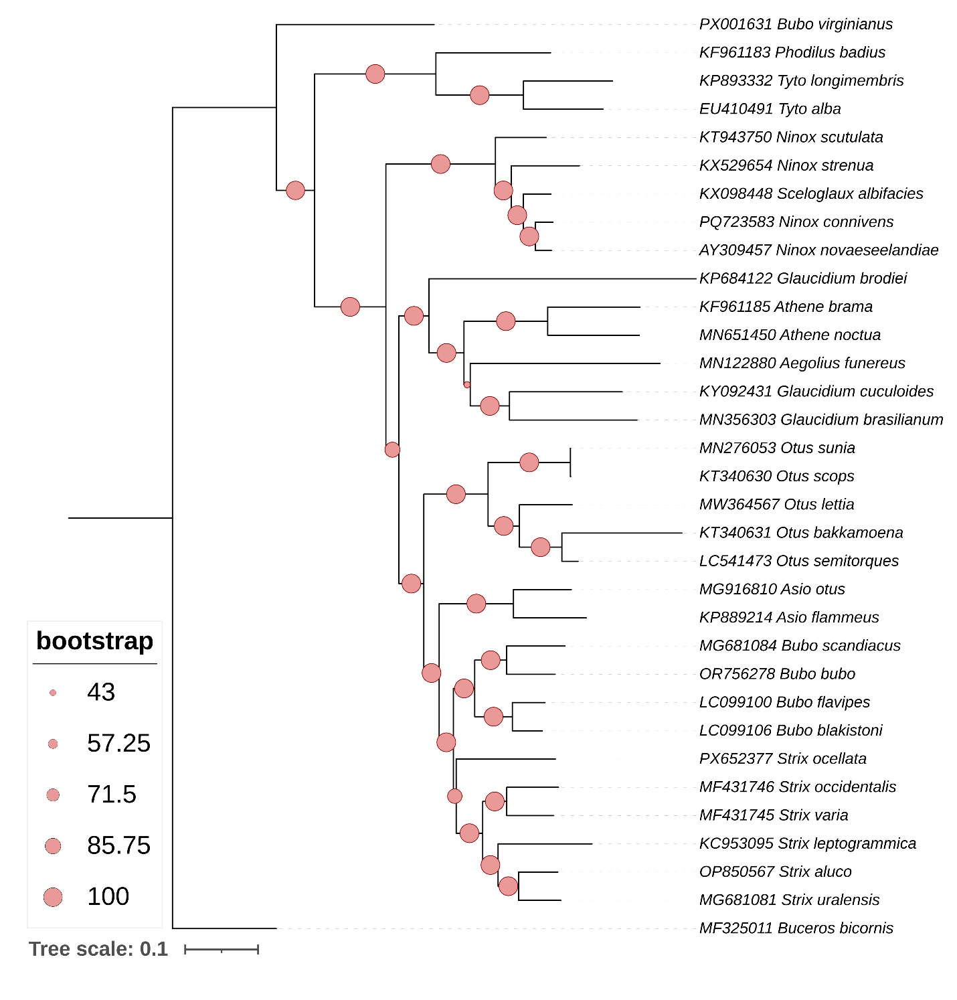 PX001631 Bubo virginianus
KF961183 Phodilus badius
KP893332 Tyto longimembris
EU410491 Tyto alba
KT943750 Ninox scutulata
KX529654 Ninox strenua
KX098448 Sceloglaux albifacies
PQ723583 Ninox connivens
AY309457 Ninox novaeseelandiae
KP684122 Glaucidium brodiei
KF961185 Athene brama
MN651450 Athene noctua
MN122880 Aegolius funereus
KY092431 Glaucidium cuculoides
MN356303 Glaucidium brasilianum
MN276053 Otus sunia
KT340630 Otus scops
MW364567 Otus lettia
KT340631 Otus bakkamoena
LC541473 Otus semitorques
MG916810 Asio otus
KP889214 Asio flammeus
MG681084 Bubo scandiacus
OR756278 Bubo bubo
LC099100 Bubo flavipes
LC099106 Bubo blakistoni
PX652377 Strix ocellata
MF431746 Strix occidentalis
MF431745 Strix varia
KC953095 Strix leptogrammica
OP850567 Strix aluco
MG681081 Strix uralensis
MF325011 Buceros bicornis
bootstrap
43
57.25
71.5
85.75
100
Tree scale: 0.1